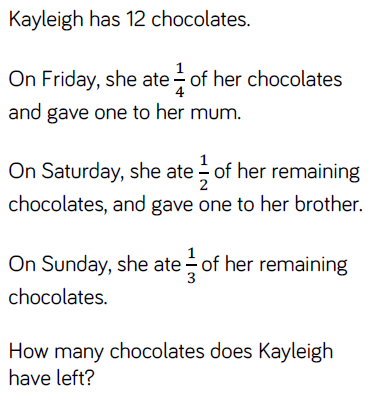 Kayleigh has 12 chocolates.
On Friday, she ate 1/4 of her chocolates
and gave one to her mum.
On Saturday, she ate 1/2 of her remaining
chocolates, and gave one to her brother.
On Sunday, she ate 1/3 of her remaining
chocolates.
How many chocolates does Kayleigh
have left?